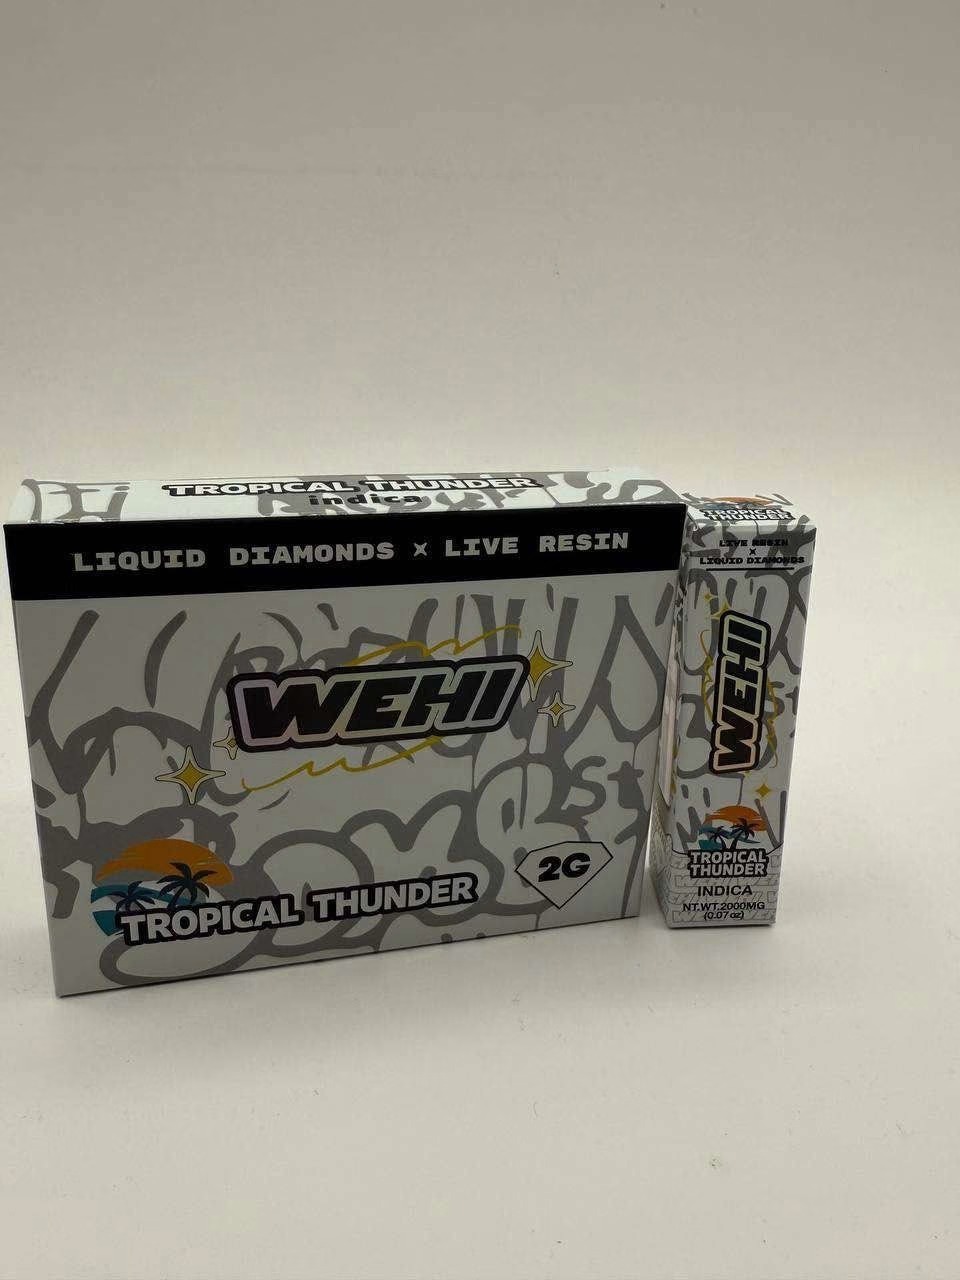 TROPICAL THUNDER
indica
LIQUID DIAMONDS X LIVE RESIN
WEHI
2G
TROPICAL THUNDER
TROPICAL
THUNDER
LIVE RESIN
X
LIQUID DIAMONDS
WEHI
TROPICAL
THUNDER
INDICA
NT.WT.2000MG
(0.07 oz)